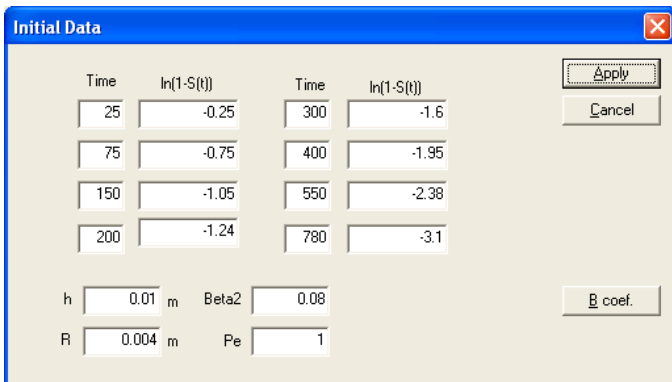 Initial Data
Time ln(1-S(t)) Time ln(1-S(t)) Apply
25 -0.25 300 -1.6 Cancel
75 -0.75 400 -1.95
150 -1.05 550 -2.38
200 -1.24 780 -3.1
h 0.01 m Beta2 0.08 B coef.
R 0.004 m Pe 1